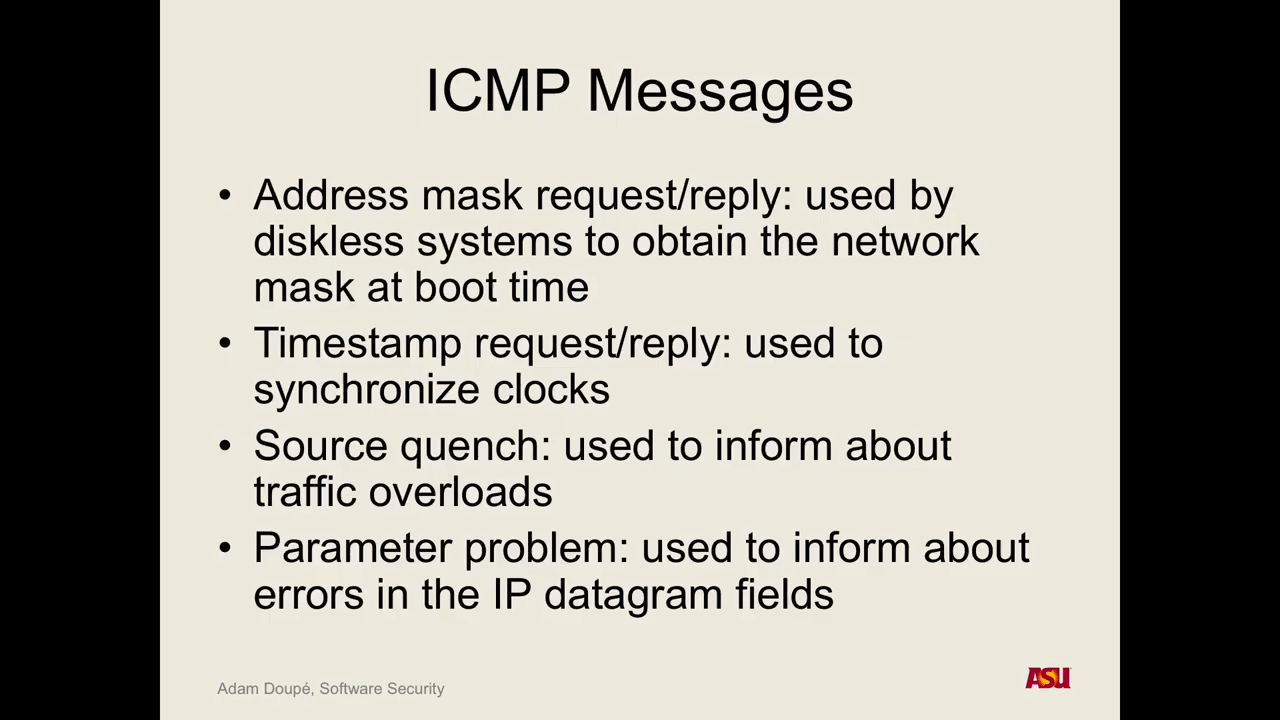 ICMP Messages
• Address mask request/reply: used by
diskless systems to obtain the network
mask at boot time
• Timestamp request/reply: used to
synchronize clocks
• Source quench: used to inform about
traffic overloads
• Parameter problem: used to inform about
errors in the IP datagram fields
Adam Doupé, Software Security
ASU